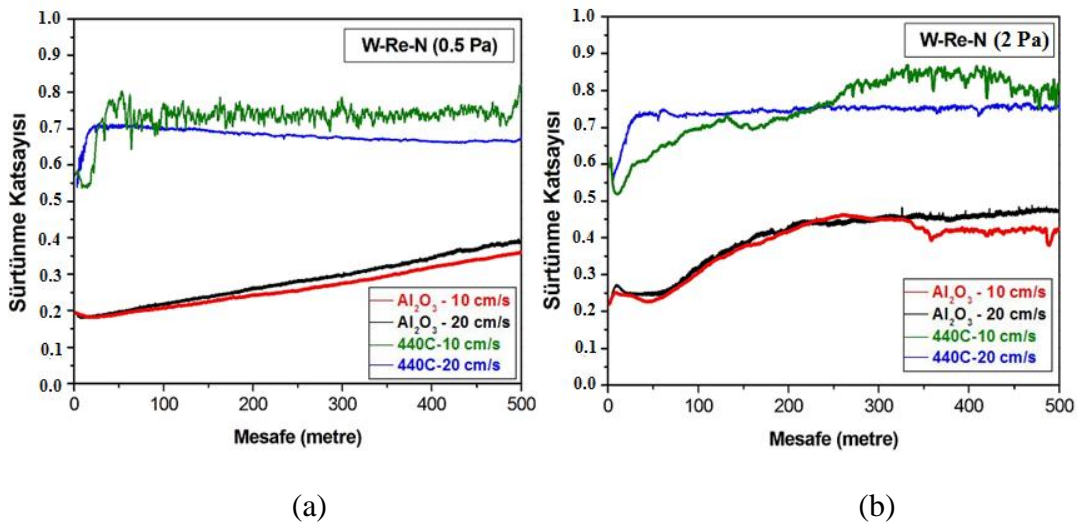 1.0
0.9
0.8
0.7
0.6
0.5
0.4
0.3
0.2
0.1
0.0
Sürtünme Katsayısı
W-Re-N (0.5 Pa)
Al₂O₃ - 10 cm/s
Al₂O₃ - 20 cm/s
440C-10 cm/s
440C-20 cm/s
0 100 200 300 400 500
Mesafe (metre)
(a)
1.0
0.9
0.8
0.7
0.6
0.5
0.4
0.3
0.2
0.1
0.0
Sürtünme Katsayısı
W-Re-N (2 Pa)
Al₂O₃ - 10 cm/s
Al₂O₃ - 20 cm/s
440C-10 cm/s
440C-20 cm/s
0 100 200 300 400 500
Mesafe (metre)
(b)